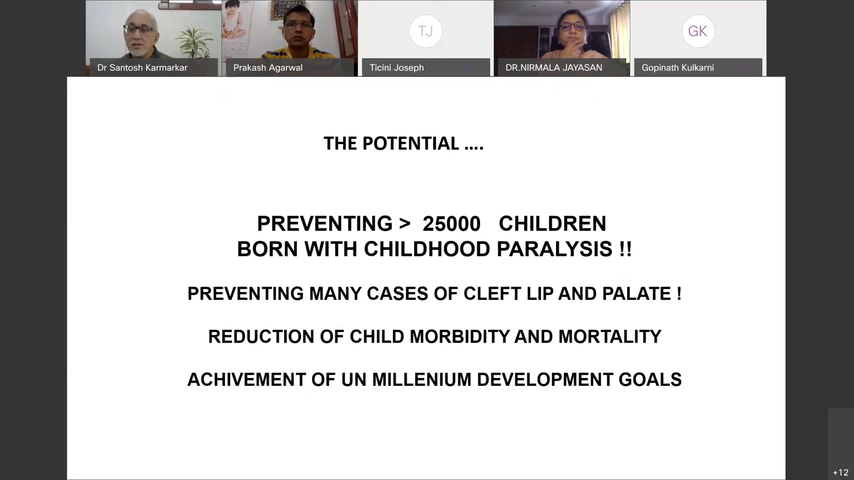 TJ
GK
Dr Santosh Karmarkar
Prakash Agarwal
Ticini Joseph
DR.NIRMALA JAYASAN
Gopinath Kulkarni
THE POTENTIAL ....
PREVENTING > 25000 CHILDREN
BORN WITH CHILDHOOD PARALYSIS !!
PREVENTING MANY CASES OF CLEFT LIP AND PALATE !
REDUCTION OF CHILD MORBIDITY AND MORTALITY
ACHIVEMENT OF UN MILLENIUM DEVELOPMENT GOALS
+12